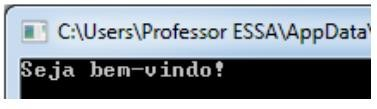 C:\Users\Professor ESSA\AppData\
Seja bem-vindo!